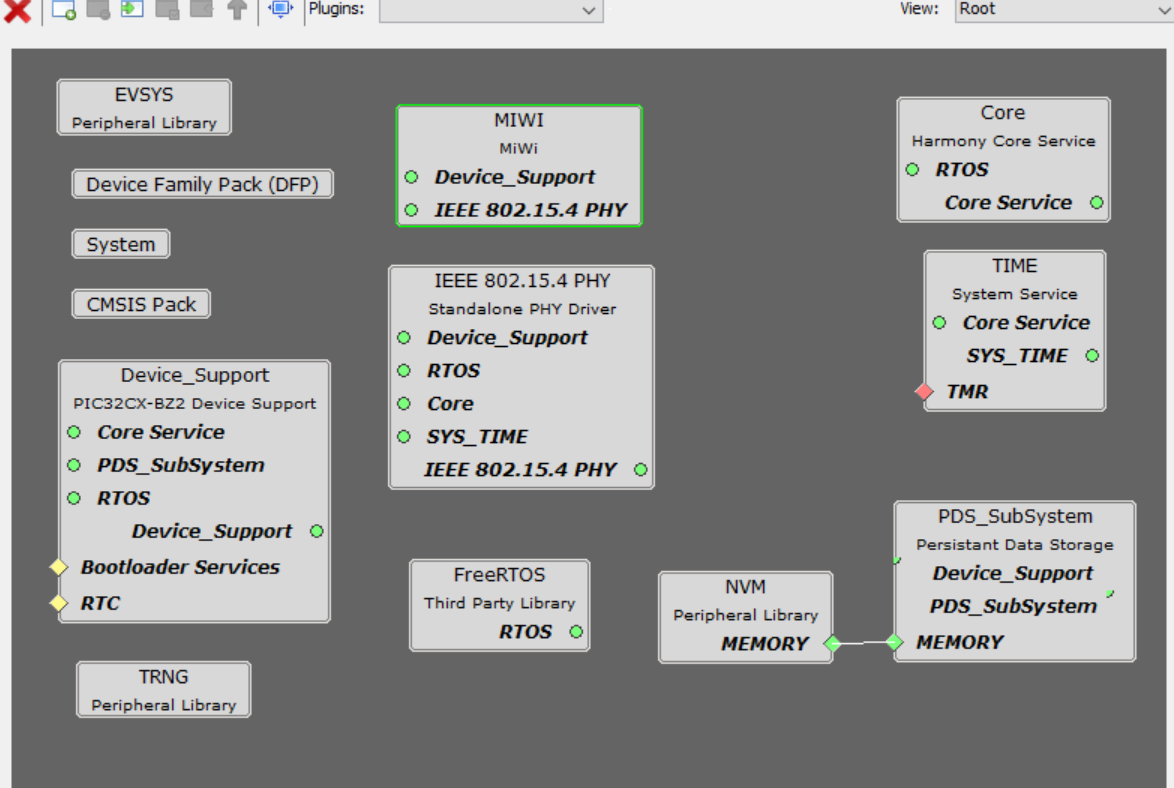 Plugins:
View: Root
EVSYS
Peripheral Library
Device Family Pack (DFP)
System
CMSIS Pack
Device_Support
PIC32CX-BZ2 Device Support
Core Service
PDS_SubSystem
RTOS
Device_Support
Bootloader Services
RTC
TRNG
Peripheral Library
MIWI
MiWi
Device_Support
IEEE 802.15.4 PHY
IEEE 802.15.4 PHY
Standalone PHY Driver
Device_Support
RTOS
Core
SYS_TIME
IEEE 802.15.4 PHY
FreeRTOS
Third Party Library
RTOS
NVM
Peripheral Library
MEMORY
Core
Harmony Core Service
RTOS
Core Service
TIME
System Service
Core Service
SYS_TIME
TMR
PDS_SubSystem
Persistant Data Storage
Device_Support
PDS_SubSystem
MEMORY